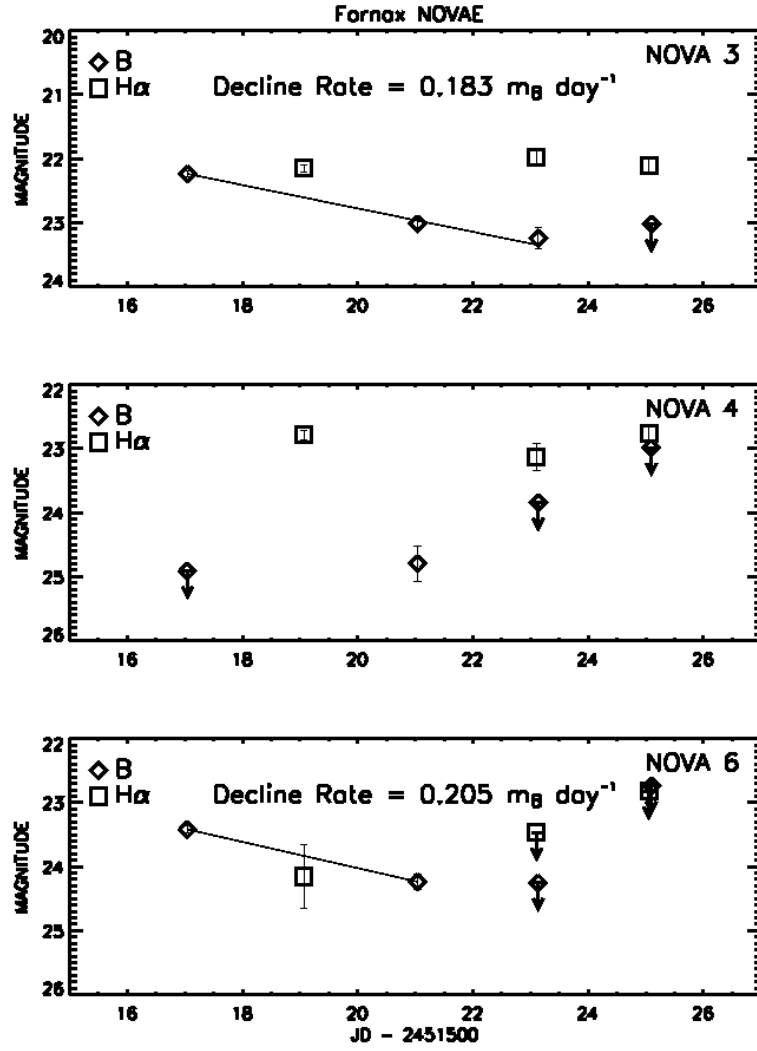 Fornax NOVAE
20
B
NOVA 3
21
Hα
Decline Rate = 0.183 m_B day⁻¹
MAGNITUDE
22
23
24
16 18 20 22 24 26
22
B
NOVA 4
23
Hα
MAGNITUDE
24
25
26
16 18 20 22 24 26
22
B
NOVA 6
23
Hα
Decline Rate = 0.205 m_B day⁻¹
MAGNITUDE
24
25
26
16 18 20 22 24 26
JD - 2451500